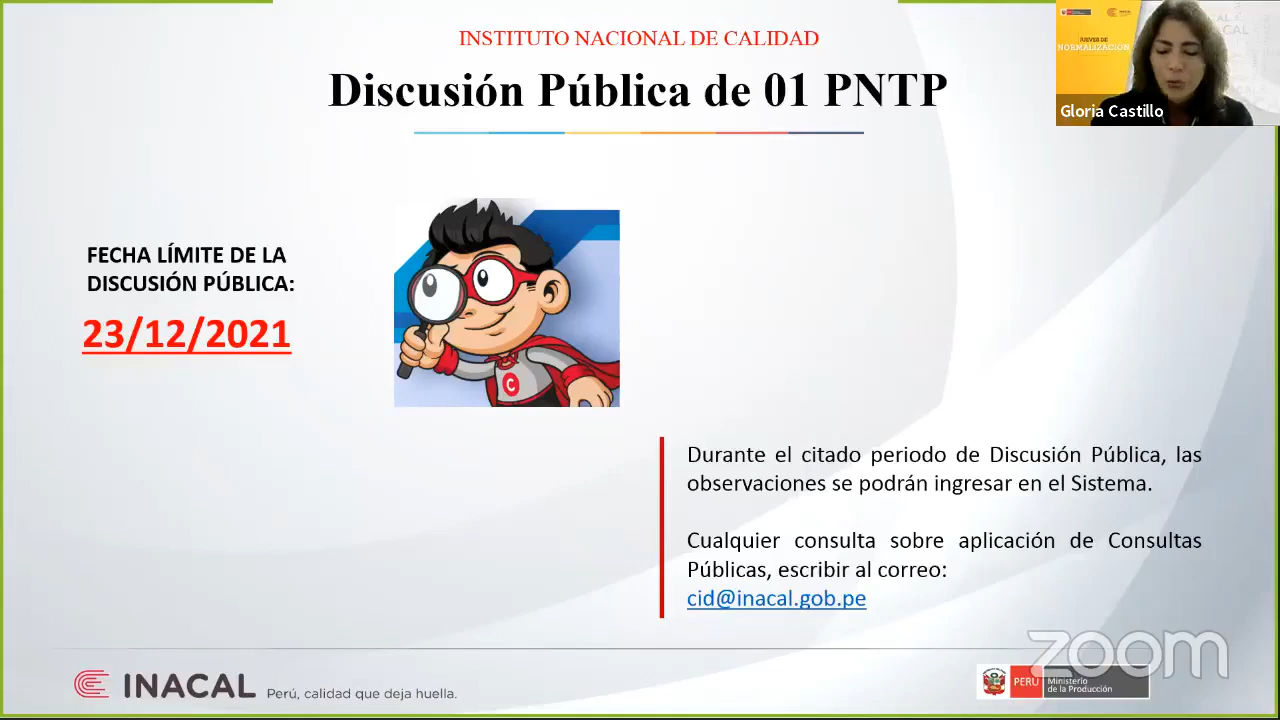 INSTITUTO NACIONAL DE CALIDAD
Discusión Pública de 01 PNTP
JUEVES DE
NORMALIZACIÓN
Gloria Castillo
FECHA LÍMITE DE LA
DISCUSIÓN PÚBLICA:
23/12/2021
C
Durante el citado periodo de Discusión Pública, las
observaciones se podrán ingresar en el Sistema.
Cualquier consulta sobre aplicación de Consultas
Públicas, escribir al correo:
cid@inacal.gob.pe
zoom
INACAL Perú, calidad que deja huella.
PERÚ Ministerio
de la Producción